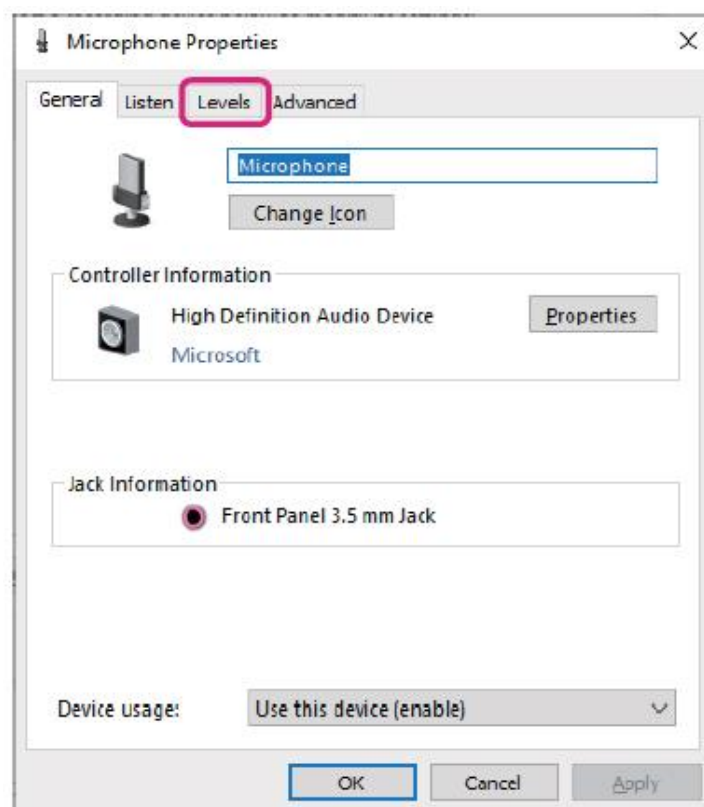 Microphone Properties
General Listen Levels Advanced
Microphone
Change Icon
Controller Information
High Definition Audio Device
Properties
Microsoft
Jack Information
Front Panel 3.5 mm Jack
Device usage:
Use this device (enable)
OK Cancel Apply